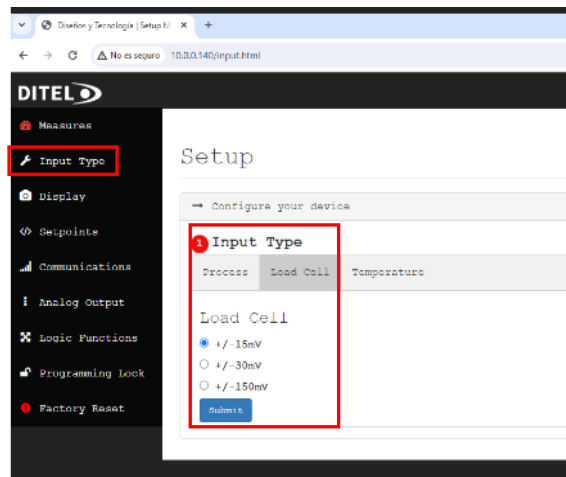 Diseños y Tecnología | Setup M
No es seguro 10.0.0.140/input.html
DITEL
Measures
Input Type
Display
Setpoints
Communications
Analog Output
Logic Functions
Programming Lock
Factory Reset
Setup
→ Configure your device
1 Input Type
Process Load Cell Temperature
Load Cell
+/-15mV
+/-30mV
+/-150mV
Submit